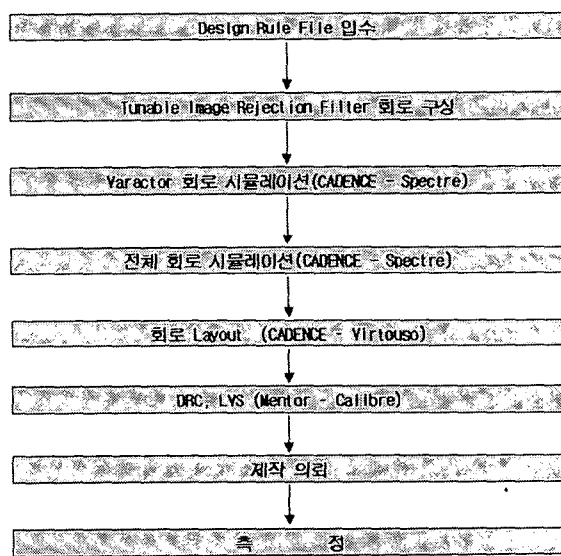 Design Rule File 입수
Tunable Image Rejection Filter 회로 구성
Varactor 회로 시뮬레이션(CADENCE - Spectre)
전체 회로 시뮬레이션(CADENCE - Spectre)
회로 Layout (CADENCE - Virtouso)
DRC, LVS (Mentor - Calibre)
제작 의뢰
측 정